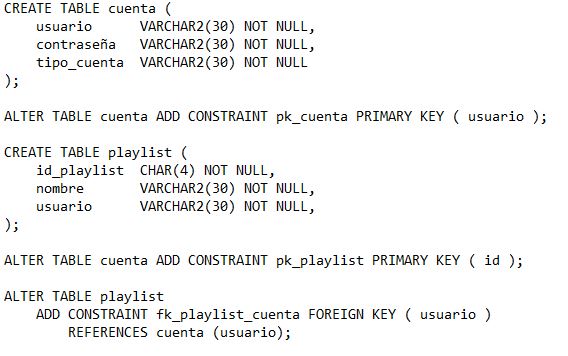 CREATE TABLE cuenta (
    usuario      VARCHAR2(30) NOT NULL,
    contraseña   VARCHAR2(30) NOT NULL,
    tipo_cuenta  VARCHAR2(30) NOT NULL
);

ALTER TABLE cuenta ADD CONSTRAINT pk_cuenta PRIMARY KEY ( usuario );

CREATE TABLE playlist (
    id_playlist  CHAR(4) NOT NULL,
    nombre       VARCHAR2(30) NOT NULL,
    usuario      VARCHAR2(30) NOT NULL,
);

ALTER TABLE cuenta ADD CONSTRAINT pk_playlist PRIMARY KEY ( id );

ALTER TABLE playlist
    ADD CONSTRAINT fk_playlist_cuenta FOREIGN KEY ( usuario )
        REFERENCES cuenta (usuario);